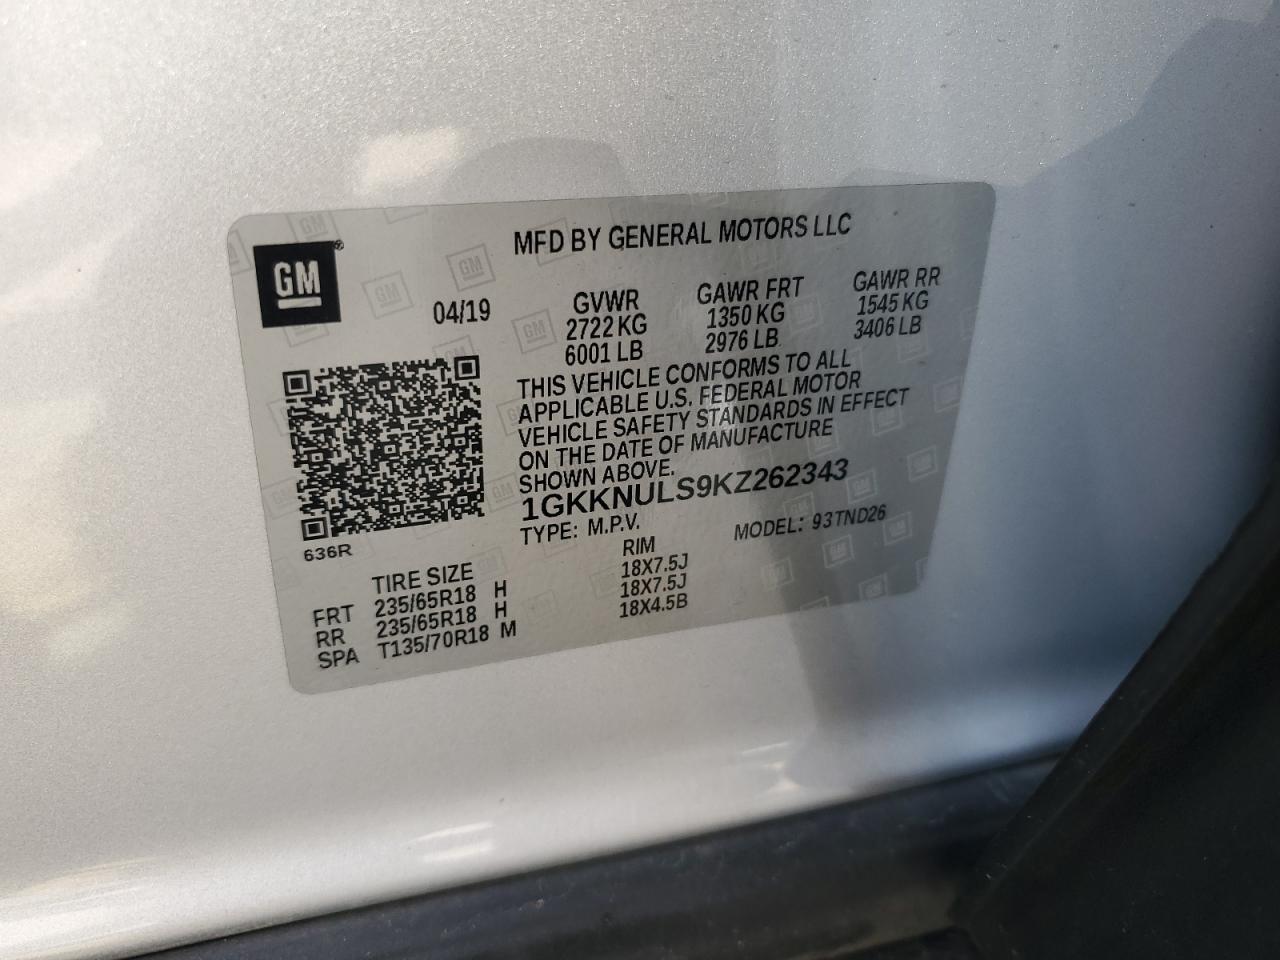 GM
MFD BY GENERAL MOTORS LLC
04/19 GVWR GAWR FRT GAWR RR
2722 KG 1350 KG 1545 KG
6001 LB 2976 LB 3406 LB
THIS VEHICLE CONFORMS TO ALL
APPLICABLE U.S. FEDERAL MOTOR
VEHICLE SAFETY STANDARDS IN EFFECT
ON THE DATE OF MANUFACTURE
SHOWN ABOVE.
1GKKNULS9KZ262343
TYPE: M.P.V. MODEL: 93TND26
636R
TIRE SIZE RIM
FRT 235/65R18 H 18X7.5J
RR 235/65R18 H 18X7.5J
SPA T135/70R18 M 18X4.5B